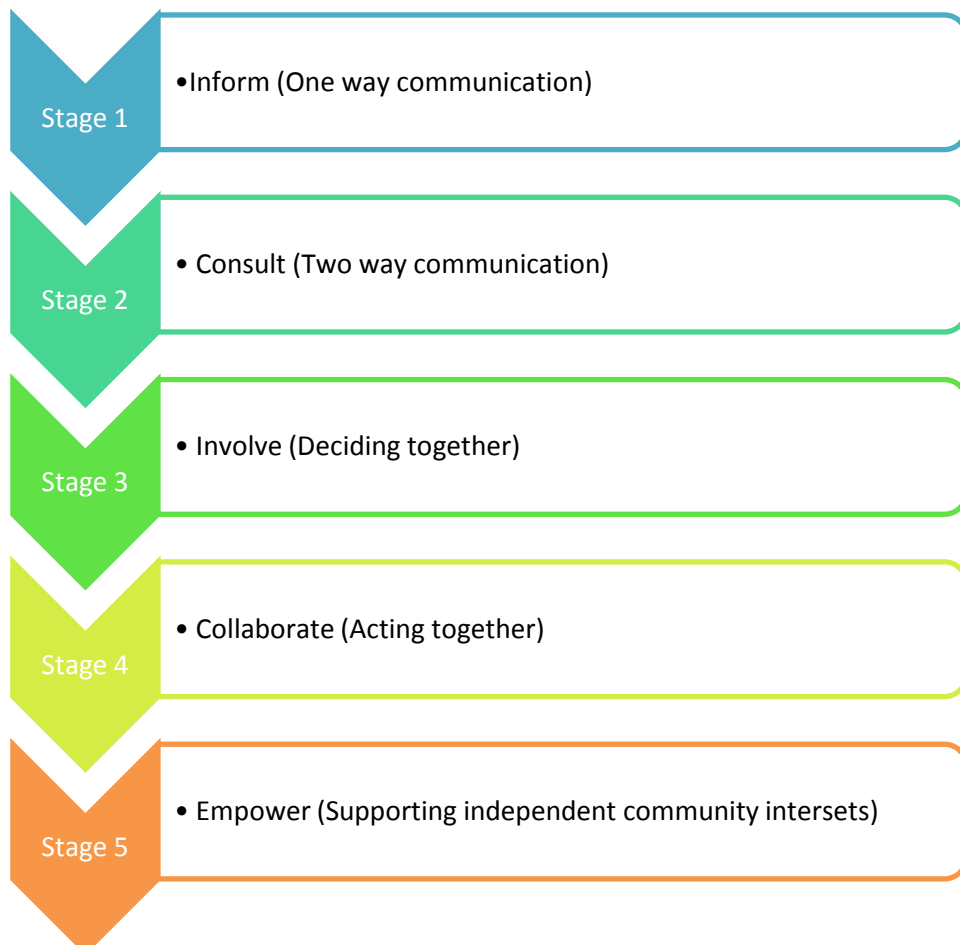 Stage 1
•Inform (One way communication)
Stage 2
• Consult (Two way communication)
Stage 3
• Involve (Deciding together)
Stage 4
• Collaborate (Acting together)
Stage 5
• Empower (Supporting independent community intersets)